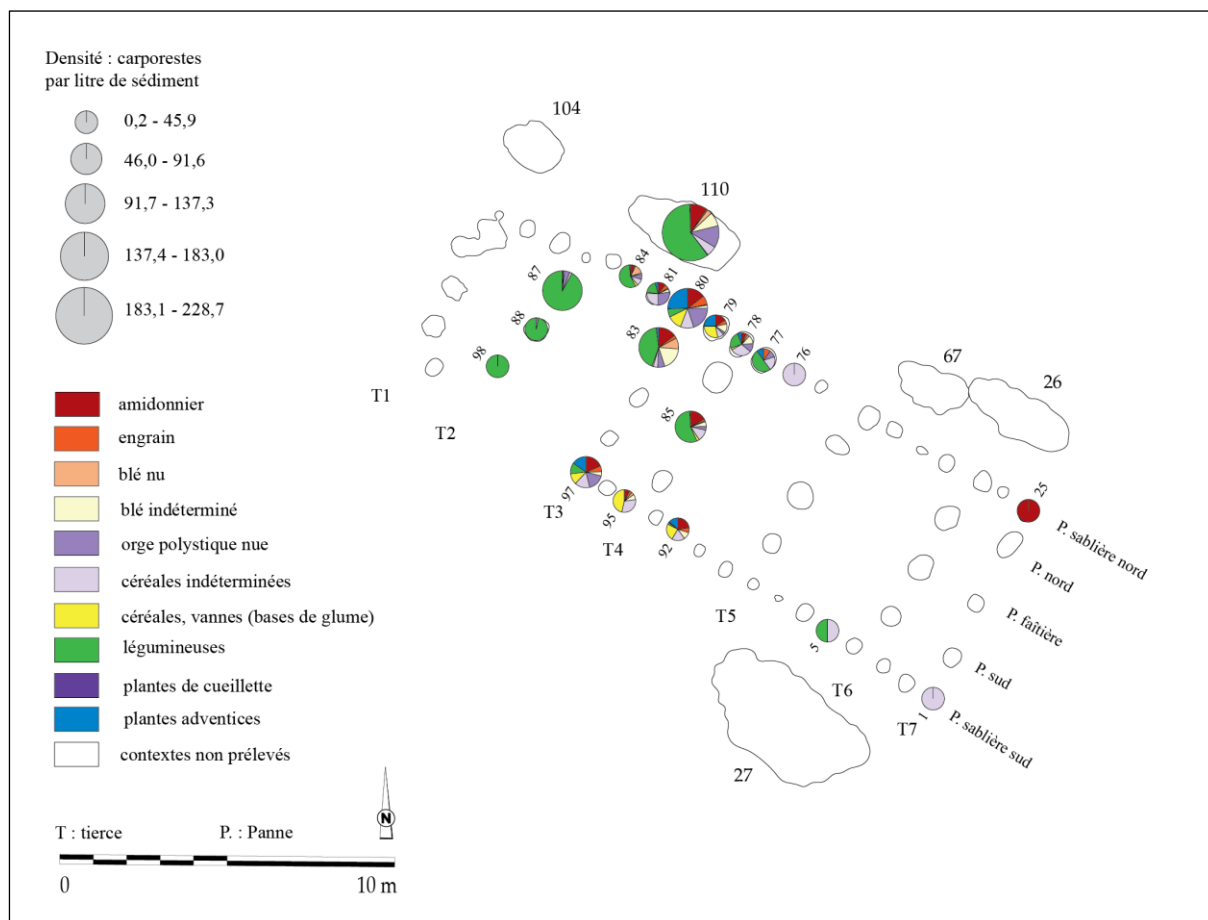 Densité : carporestes
par litre de sédiment
0,2 - 45,9
46,0 - 91,6
91,7 - 137,3
137,4 - 183,0
183,1 - 228,7
amidonnier
engrain
blé nu
blé indéterminé
orge polystique nue
céréales indéterminées
céréales, vannes (bases de glume)
légumineuses
plantes de cueillette
plantes adventices
contextes non prélevés
N
T : tierce P. : Panne
0 10 m
104
110
84
81
80
87
79
78
77
76
88
83
98
67
26
T1
T2
85
25
97
T3
95
T4
92
P. sablière nord
P. nord
P. faîtière
P. sud
P. sablière sud
T5
5
T6
T7
1
27